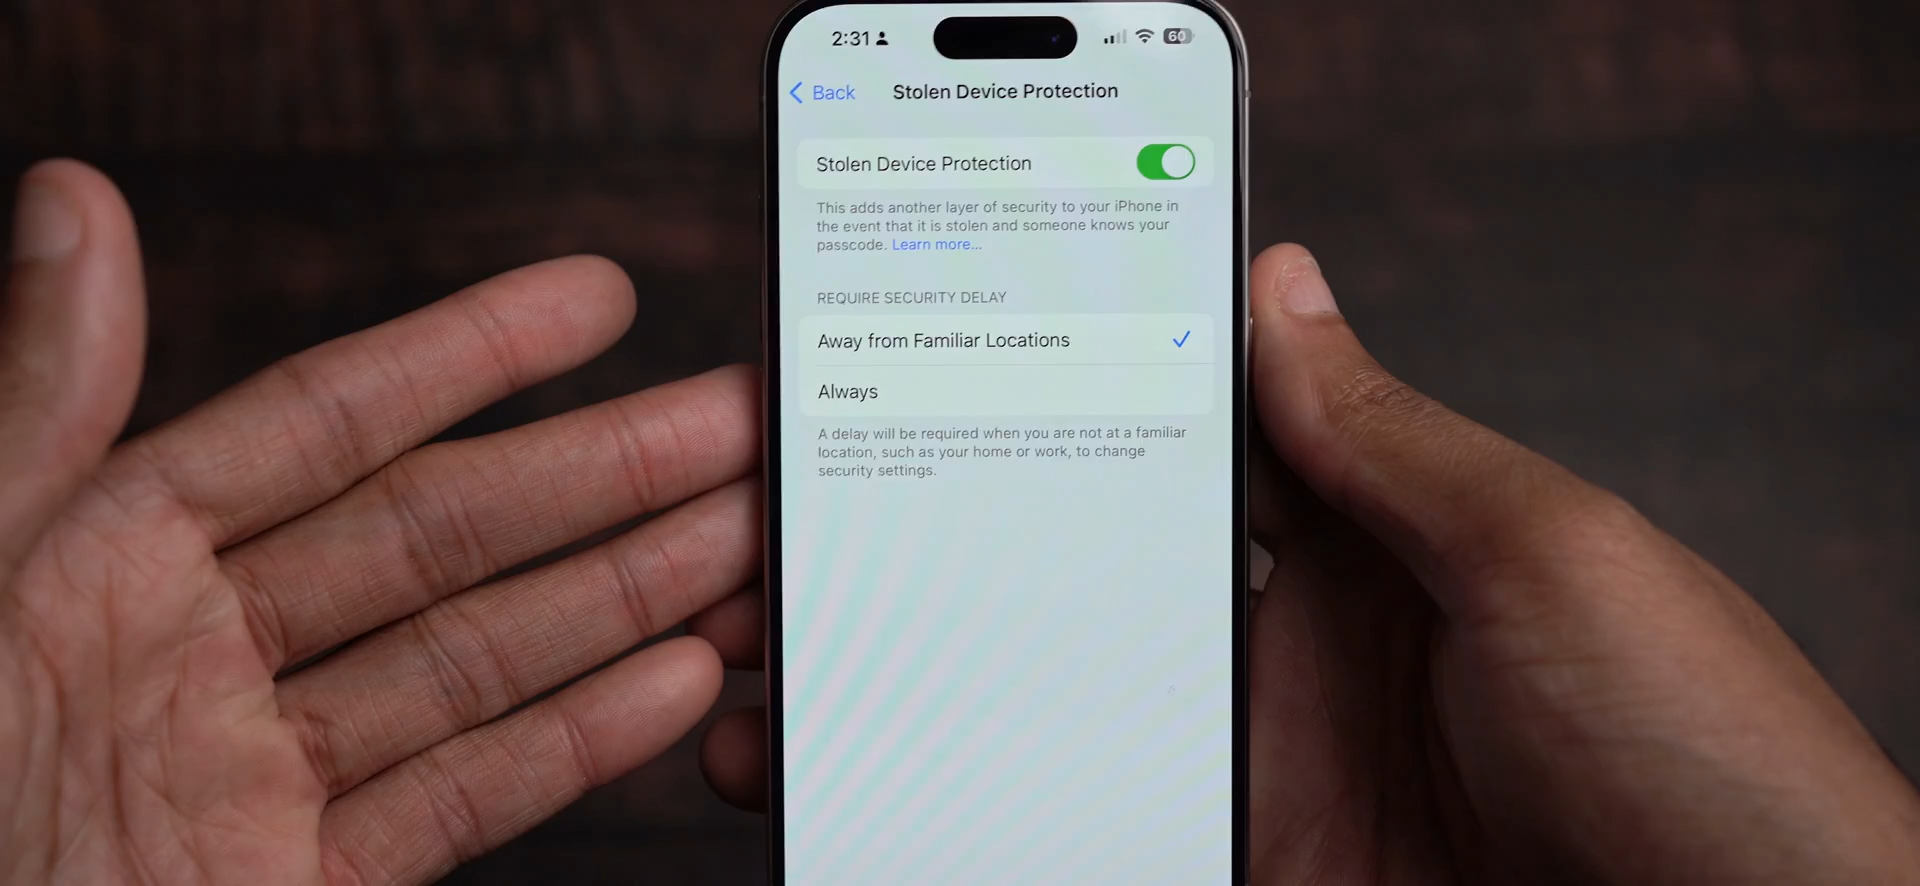 2:31
60
Back
Stolen Device Protection
Stolen Device Protection
This adds another layer of security to your iPhone in
the event that it is stolen and someone knows your
passcode. Learn more...
REQUIRE SECURITY DELAY
Away from Familiar Locations
Always
A delay will be required when you are not at a familiar
location, such as your home or work, to change
security settings.